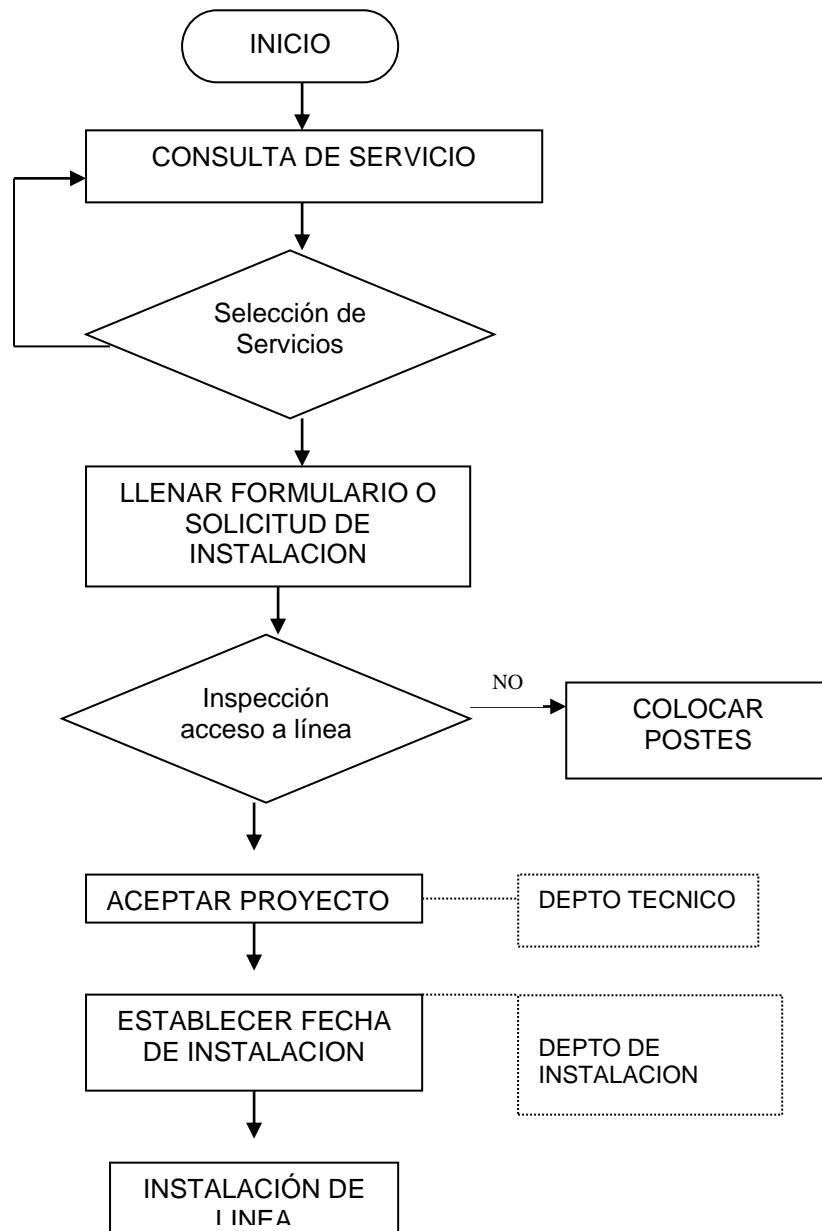 INICIO
CONSULTA DE SERVICIO
Selección de
Servicios
LLENAR FORMULARIO O
SOLICITUD DE
INSTALACION
Inspección
acceso a línea
NO
COLOCAR
POSTES
ACEPTAR PROYECTO
DEPTO TECNICO
ESTABLECER FECHA
DE INSTALACION
DEPTO DE
INSTALACION
INSTALACIÓN DE
LINEA